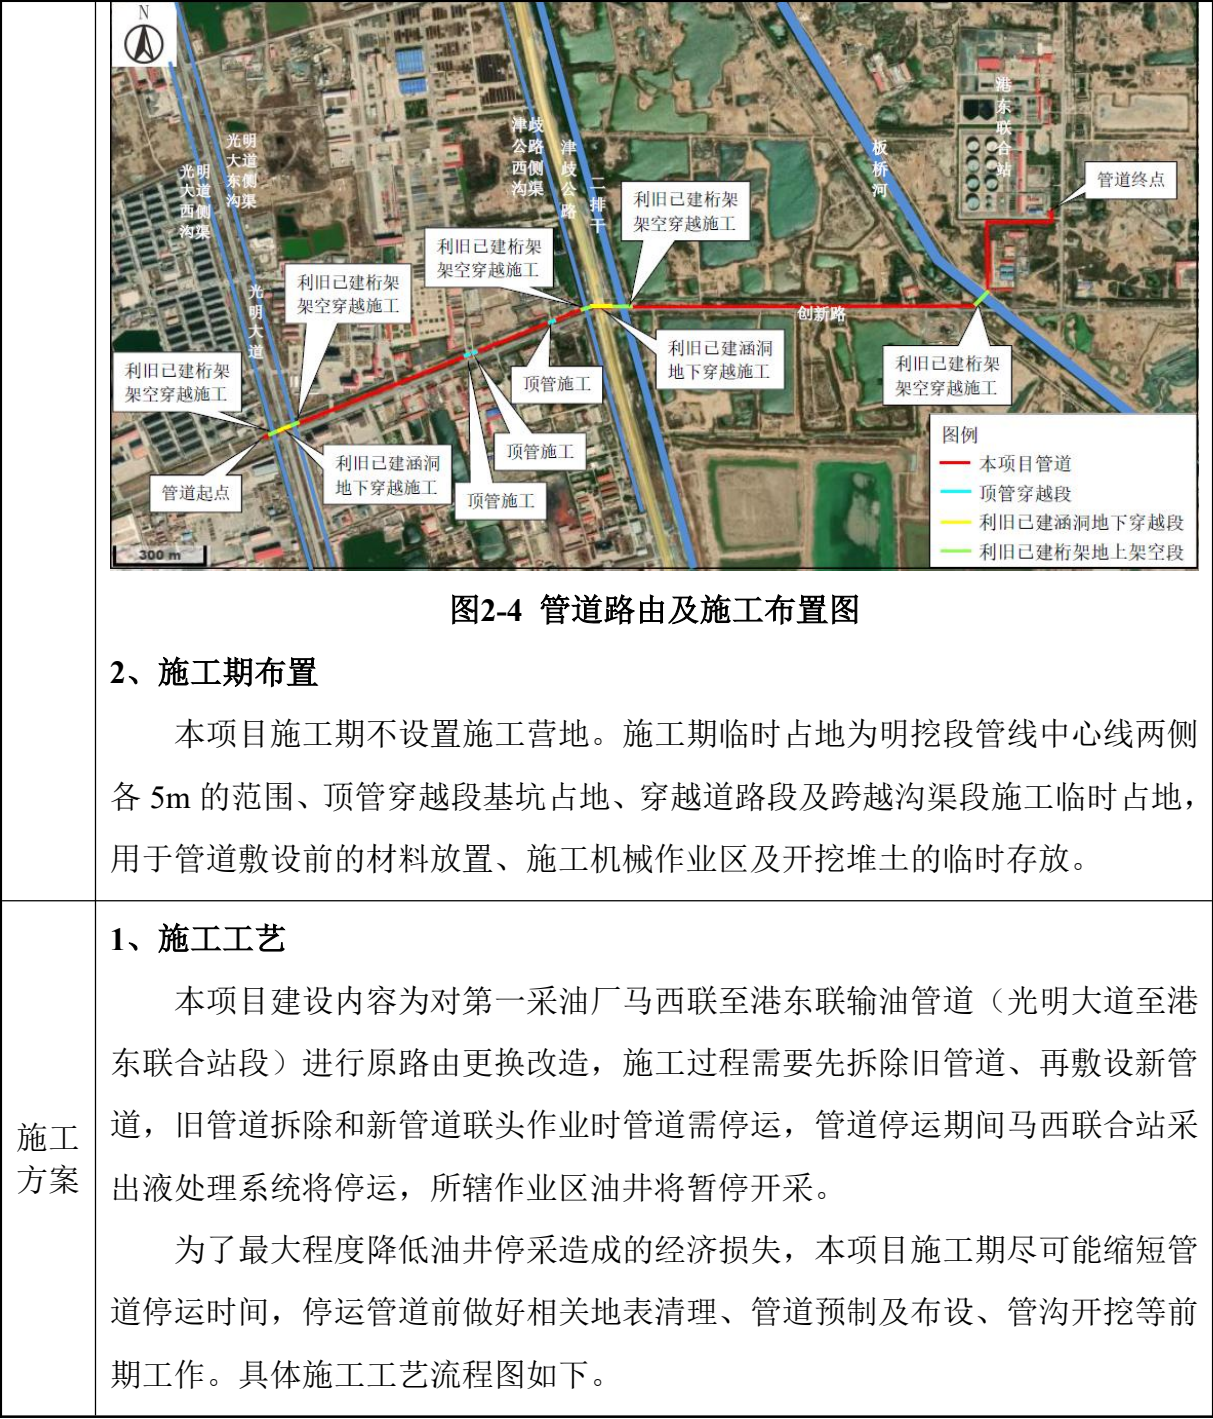 N
光明大道西侧沟渠
光明大道东侧沟渠
光明大道
津歧公路西侧沟渠
津歧公路
二排干
板桥河
港东联合站
管道终点
利旧已建桁架
架空穿越施工
利旧已建桁架
架空穿越施工
利旧已建桁架
架空穿越施工
利旧已建桁架
架空穿越施工
创新路
利旧已建涵洞
地下穿越施工
利旧已建桁架
架空穿越施工
顶管施工
顶管施工
顶管施工
利旧已建涵洞
地下穿越施工
管道起点
300 m
图例
本项目管道
顶管穿越段
利旧已建涵洞地下穿越段
利旧已建桁架地上架空段
图2-4 管道路由及施工布置图
2、施工期布置
本项目施工期不设置施工营地。施工期临时占地为明挖段管线中心线两侧
各 5m 的范围、顶管穿越段基坑占地、穿越道路段及跨越沟渠段施工临时占地，
用于管道敷设前的材料放置、施工机械作业区及开挖堆土的临时存放。
施工
方案
1、施工工艺
本项目建设内容为对第一采油厂马西联至港东联输油管道（光明大道至港
东联合站段）进行原路由更换改造，施工过程需要先拆除旧管道、再敷设新管
道，旧管道拆除和新管道联头作业时管道需停运，管道停运期间马西联合站采
出液处理系统将停运，所辖作业区油井将暂停开采。
为了最大程度降低油井停采造成的经济损失，本项目施工期尽可能缩短管
道停运时间，停运管道前做好相关地表清理、管道预制及布设、管沟开挖等前
期工作。具体施工工艺流程图如下。